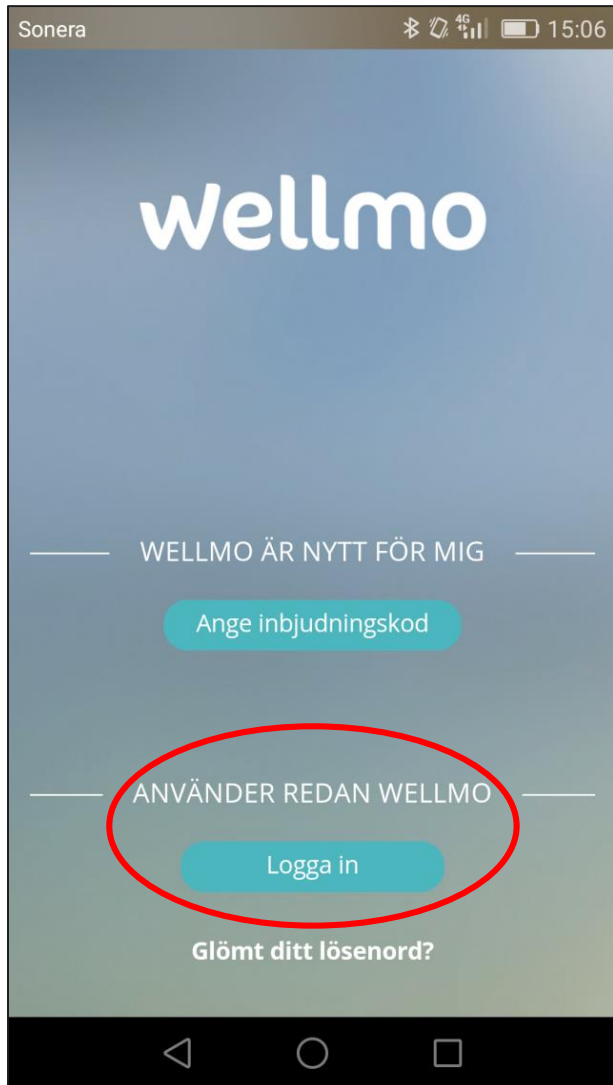 Sonera 4G 15:06
wellmo
WELLMO ÄR NYTT FÖR MIG
Ange inbjudningskod
ANVÄNDER REDAN WELLMO
Logga in
Glömt ditt lösenord?